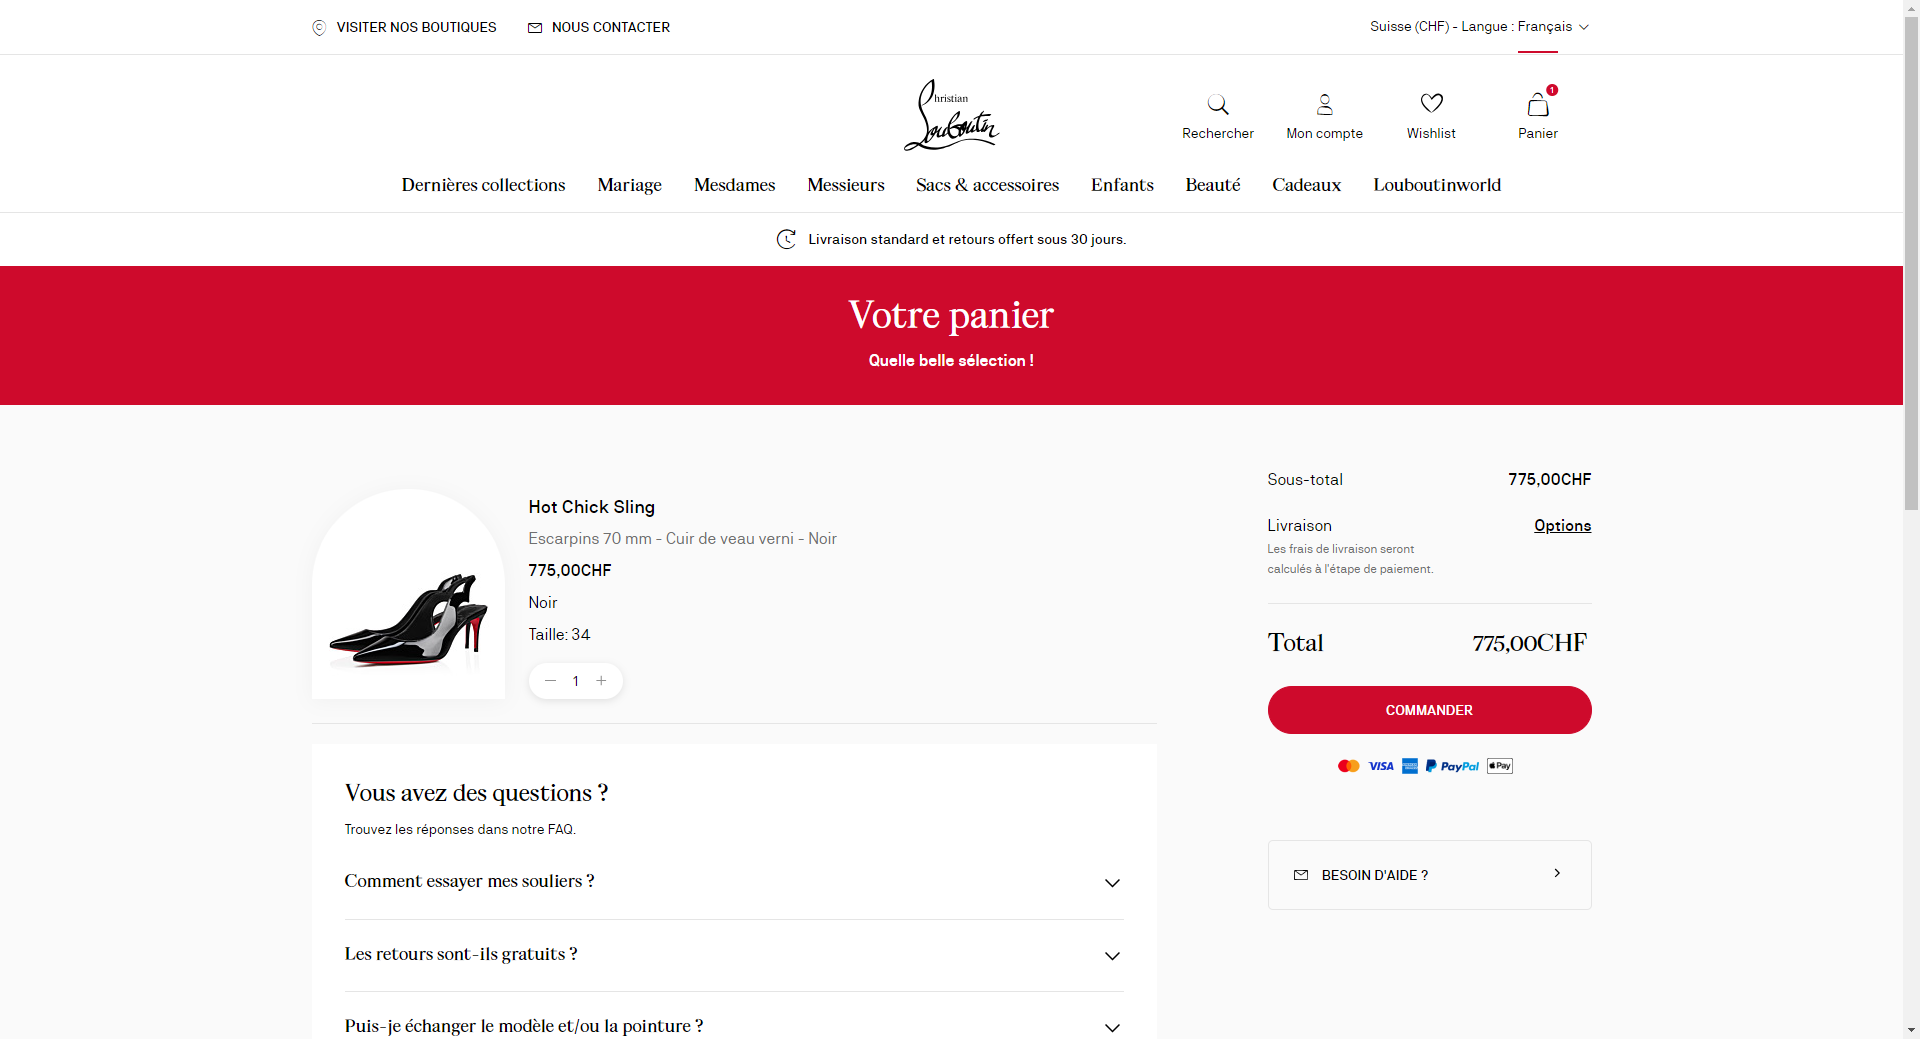 VISITER NOS BOUTIQUES
NOUS CONTACTER
Suisse (CHF) - Langue : Français
Christian
Louboutin
Rechercher
Mon compte
Wishlist
1
Panier
Dernières collections
Mariage
Mesdames
Messieurs
Sacs & accessoires
Enfants
Beauté
Cadeaux
Louboutinworld
Livraison standard et retours offert sous 30 jours.
Votre panier
Quelle belle sélection !
Hot Chick Sling
Escarpins 70 mm - Cuir de veau verni - Noir
775,00CHF
Noir
Taille: 34
— 1 +
Sous-total 775,00CHF
Livraison Options
Les frais de livraison seront
calculés à l'étape de paiement.
Total 775,00CHF
COMMANDER
VISA
AMERICAN EXPRESS
PayPal
Pay
BESOIN D'AIDE ?
Vous avez des questions ?
Trouvez les réponses dans notre FAQ.
Comment essayer mes souliers ?
Les retours sont-ils gratuits ?
Puis-je échanger le modèle et/ou la pointure ?